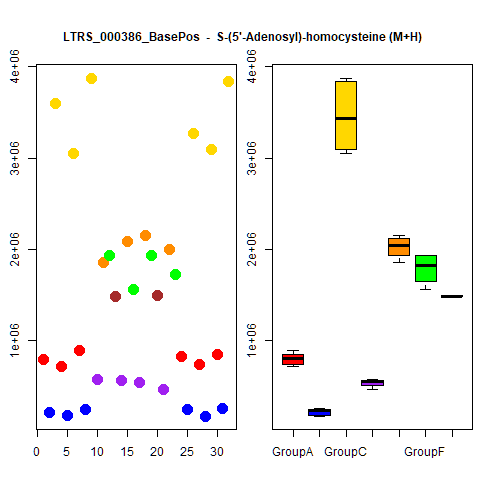 LTRS_000386_BasePos - S-(5'-Adenosyl)-homocysteine (M+H)
4e+06
3e+06
2e+06
1e+06
0 5 10 15 20 25 30
4e+06
3e+06
2e+06
1e+06
GroupA GroupC GroupF